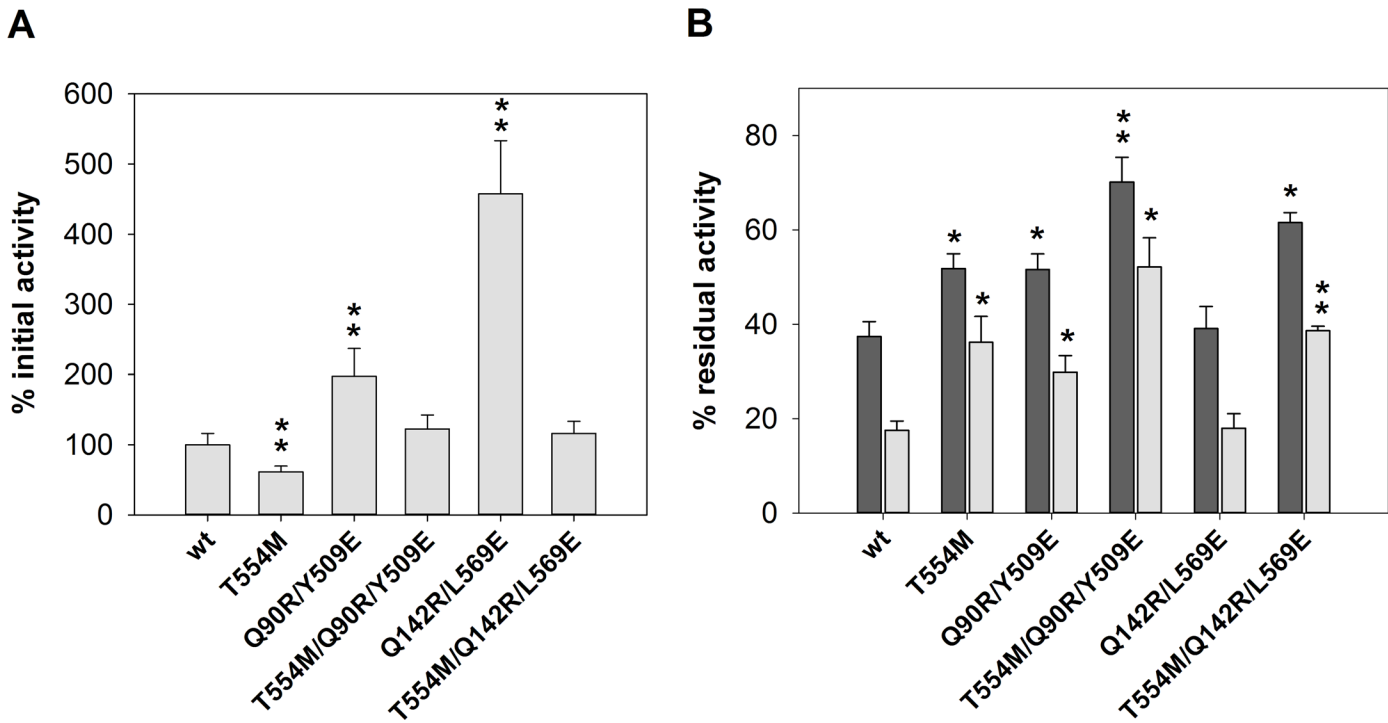 A
% initial activity
600
500
400
300
200
100
0
**
**
**
wt
T554M
Q90R/Y509E
T554M/Q90R/Y509E
Q142R/L569E
T554M/Q142R/L569E
B
% residual activity
80
60
40
20
0
*
*
*
*
**
*
*
**
wt
T554M
Q90R/Y509E
T554M/Q90R/Y509E
Q142R/L569E
T554M/Q142R/L569E